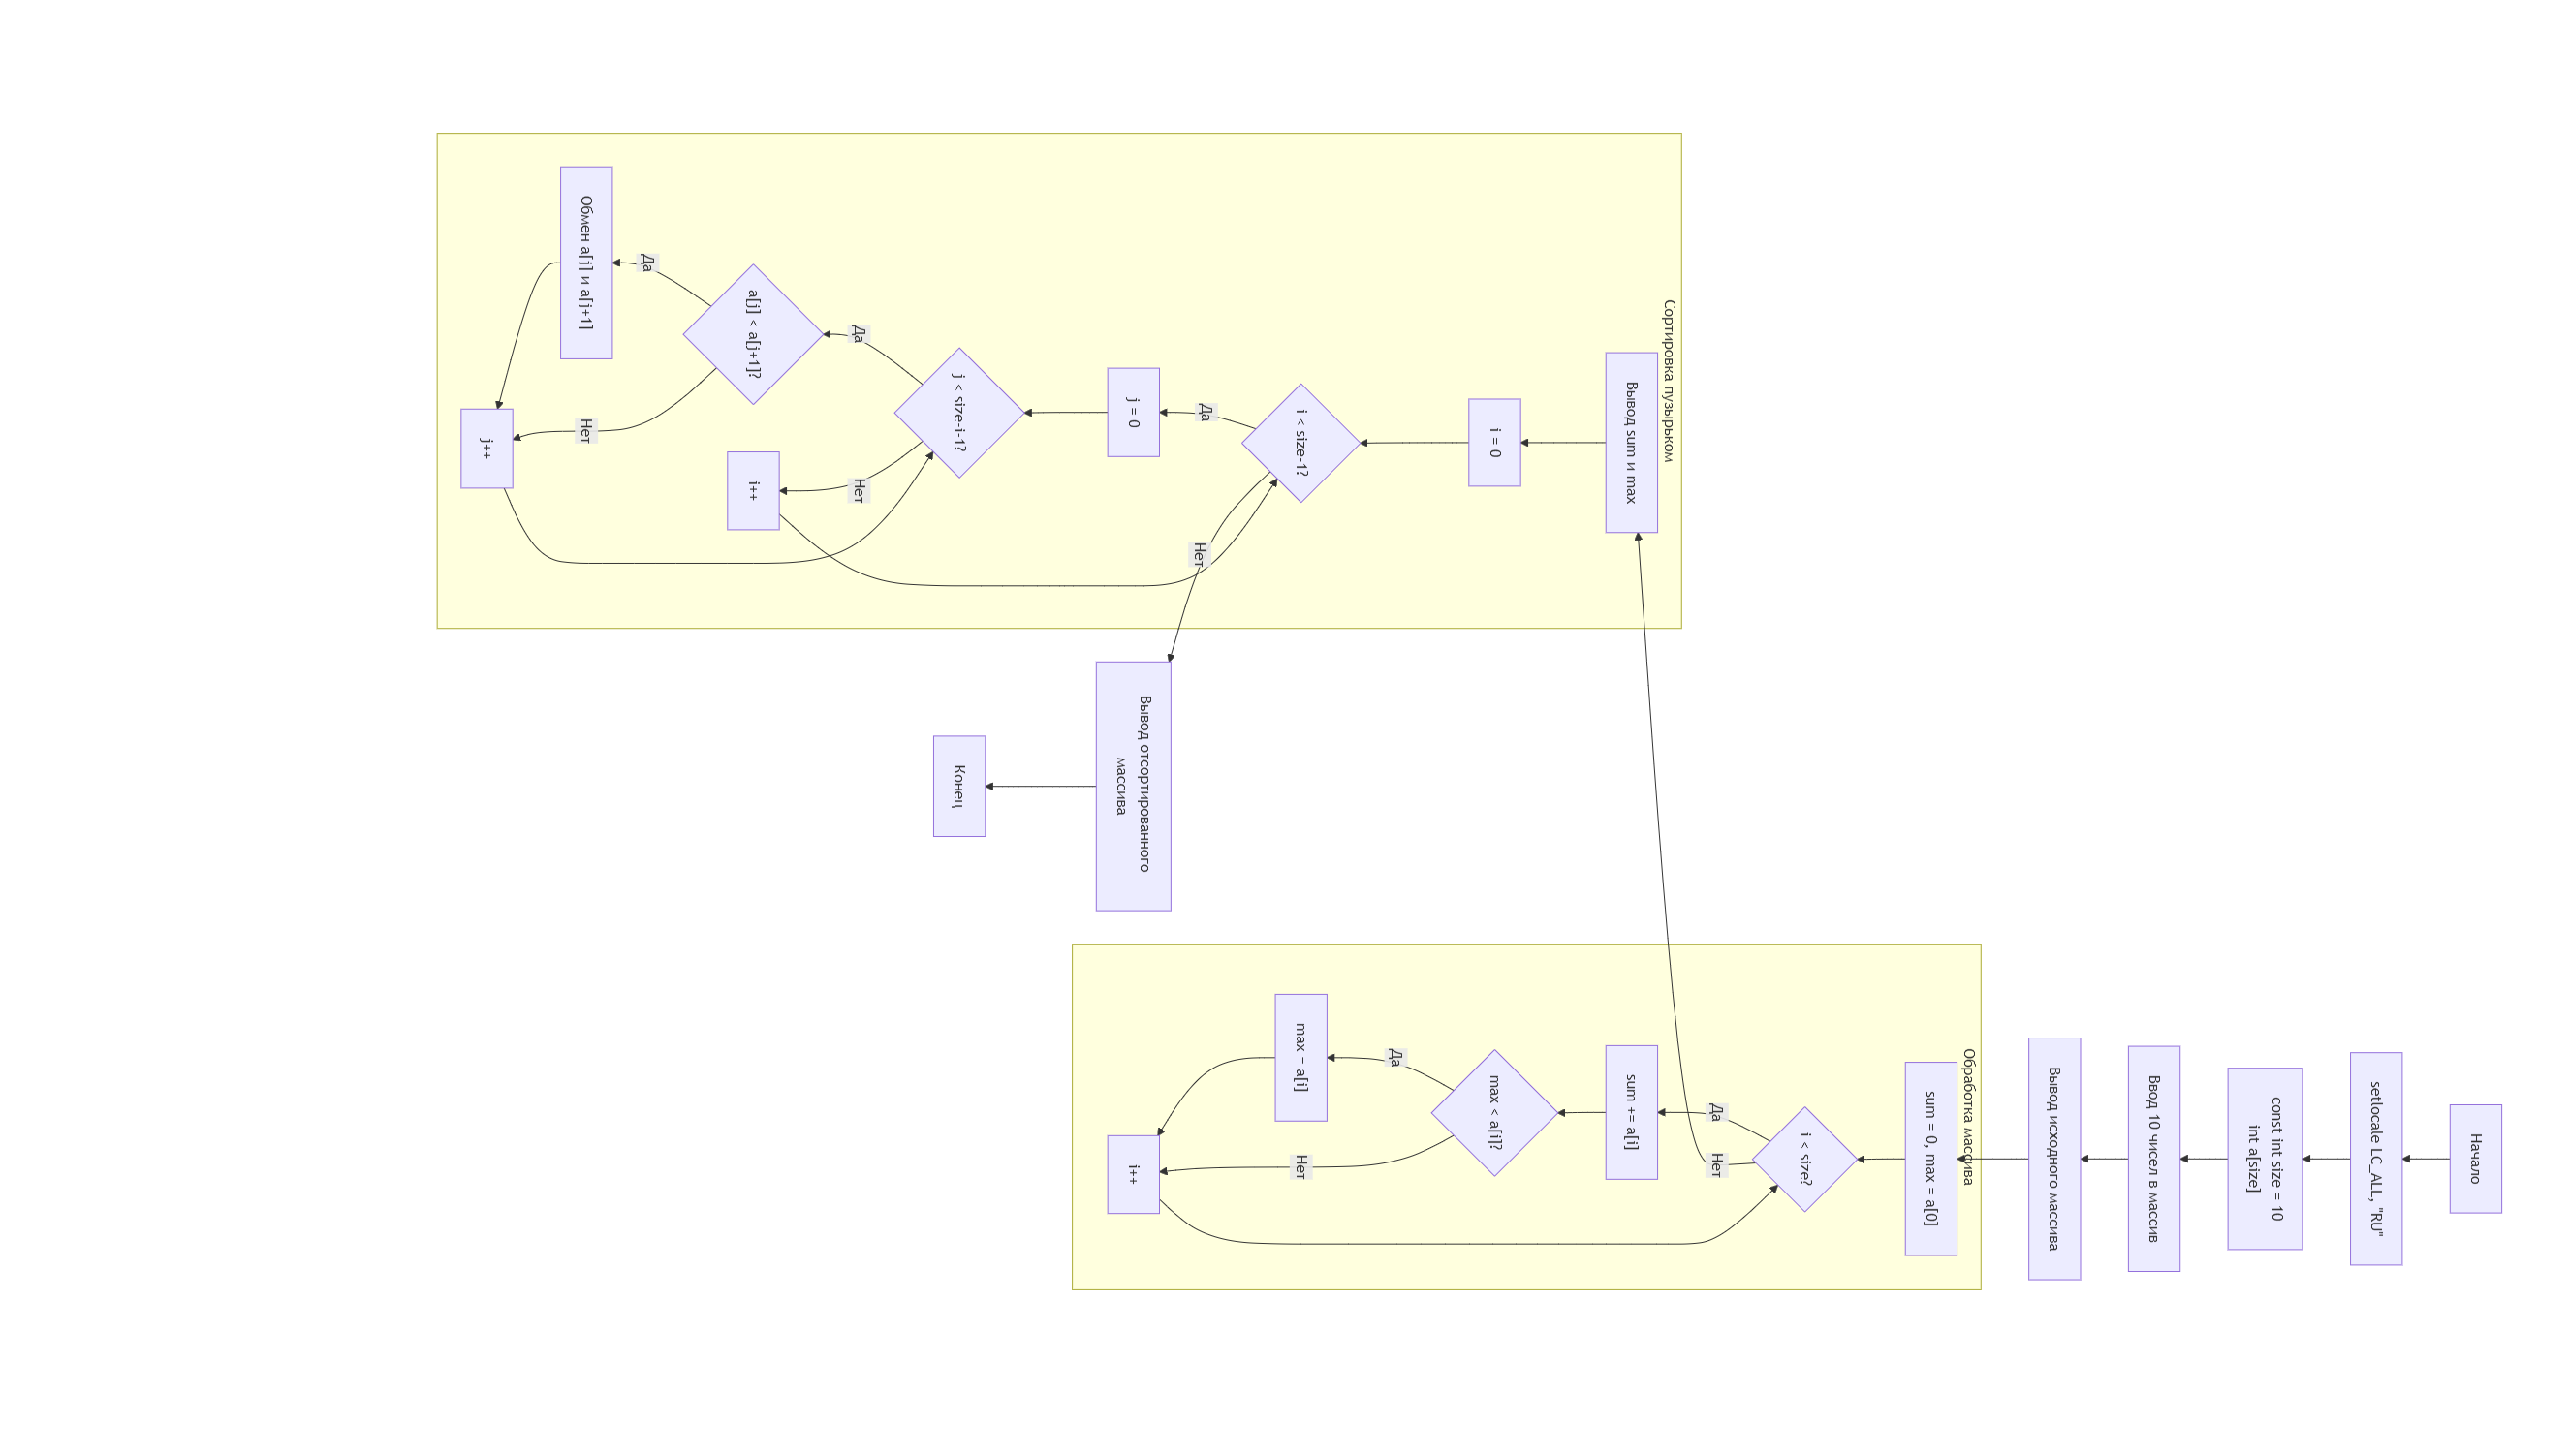 Начало
setlocale LC_ALL, "RU"
const int size = 10
int a[size]
Ввод 10 чисел в массив
Вывод исходного массива
Обработка массива
sum = 0, max = a[0]
i < size?
Да
Нет
sum += a[i]
max < a[i]?
Да
Нет
max = a[i]
i++
Сортировка пузырьком
Вывод sum и max
i = 0
i < size-1?
Да
Нет
j = 0
j < size-i-1?
Да
Нет
a[j] < a[j+1]?
i++
Да
Нет
Обмен a[j] и a[j+1]
j++
Вывод отсортированного
массива
Конец